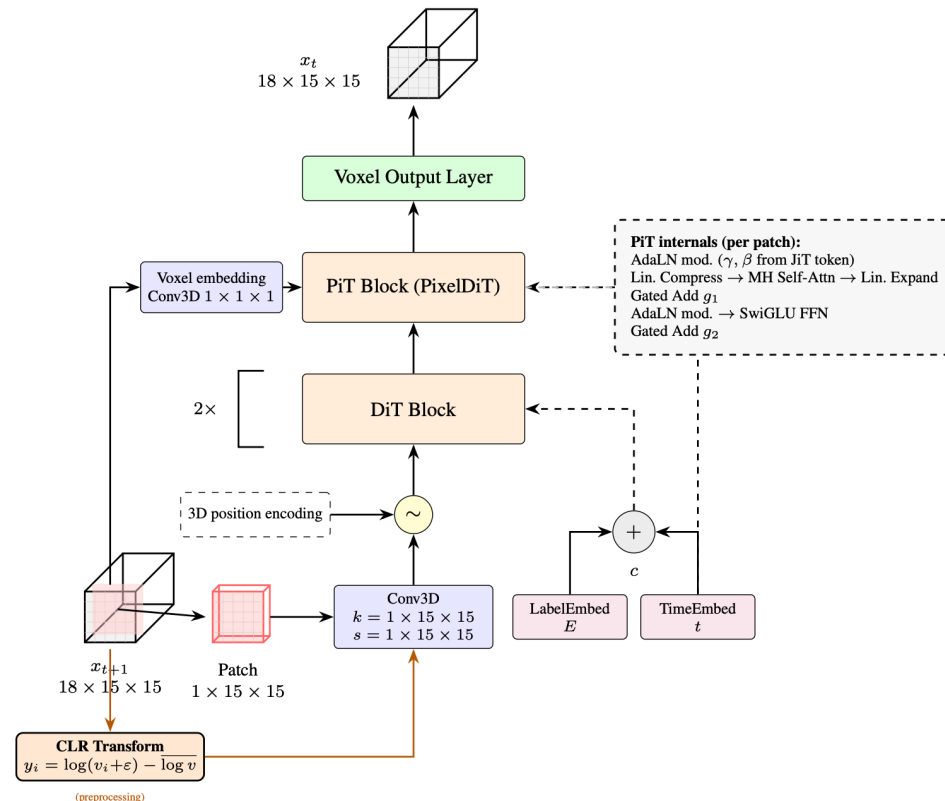 x_t
18 × 15 × 15
Voxel Output Layer
PiT internals (per patch):
AdaLN mod. (γ, β from JiT token)
Lin. Compress → MH Self-Attn → Lin. Expand
Gated Add g_1
AdaLN mod. → SwiGLU FFN
Gated Add g_2
Voxel embedding
Conv3D 1 × 1 × 1
PiT Block (PixelDiT)
2×
DiT Block
3D position encoding
~
+
c
Conv3D
k = 1 × 15 × 15
s = 1 × 15 × 15
LabelEmbed
E
TimeEmbed
t
x_{t+1}
18 × 15 × 15
Patch
1 × 15 × 15
CLR Transform
y_i = log(v_i+ε) − \overline{log v}
(preprocessing)